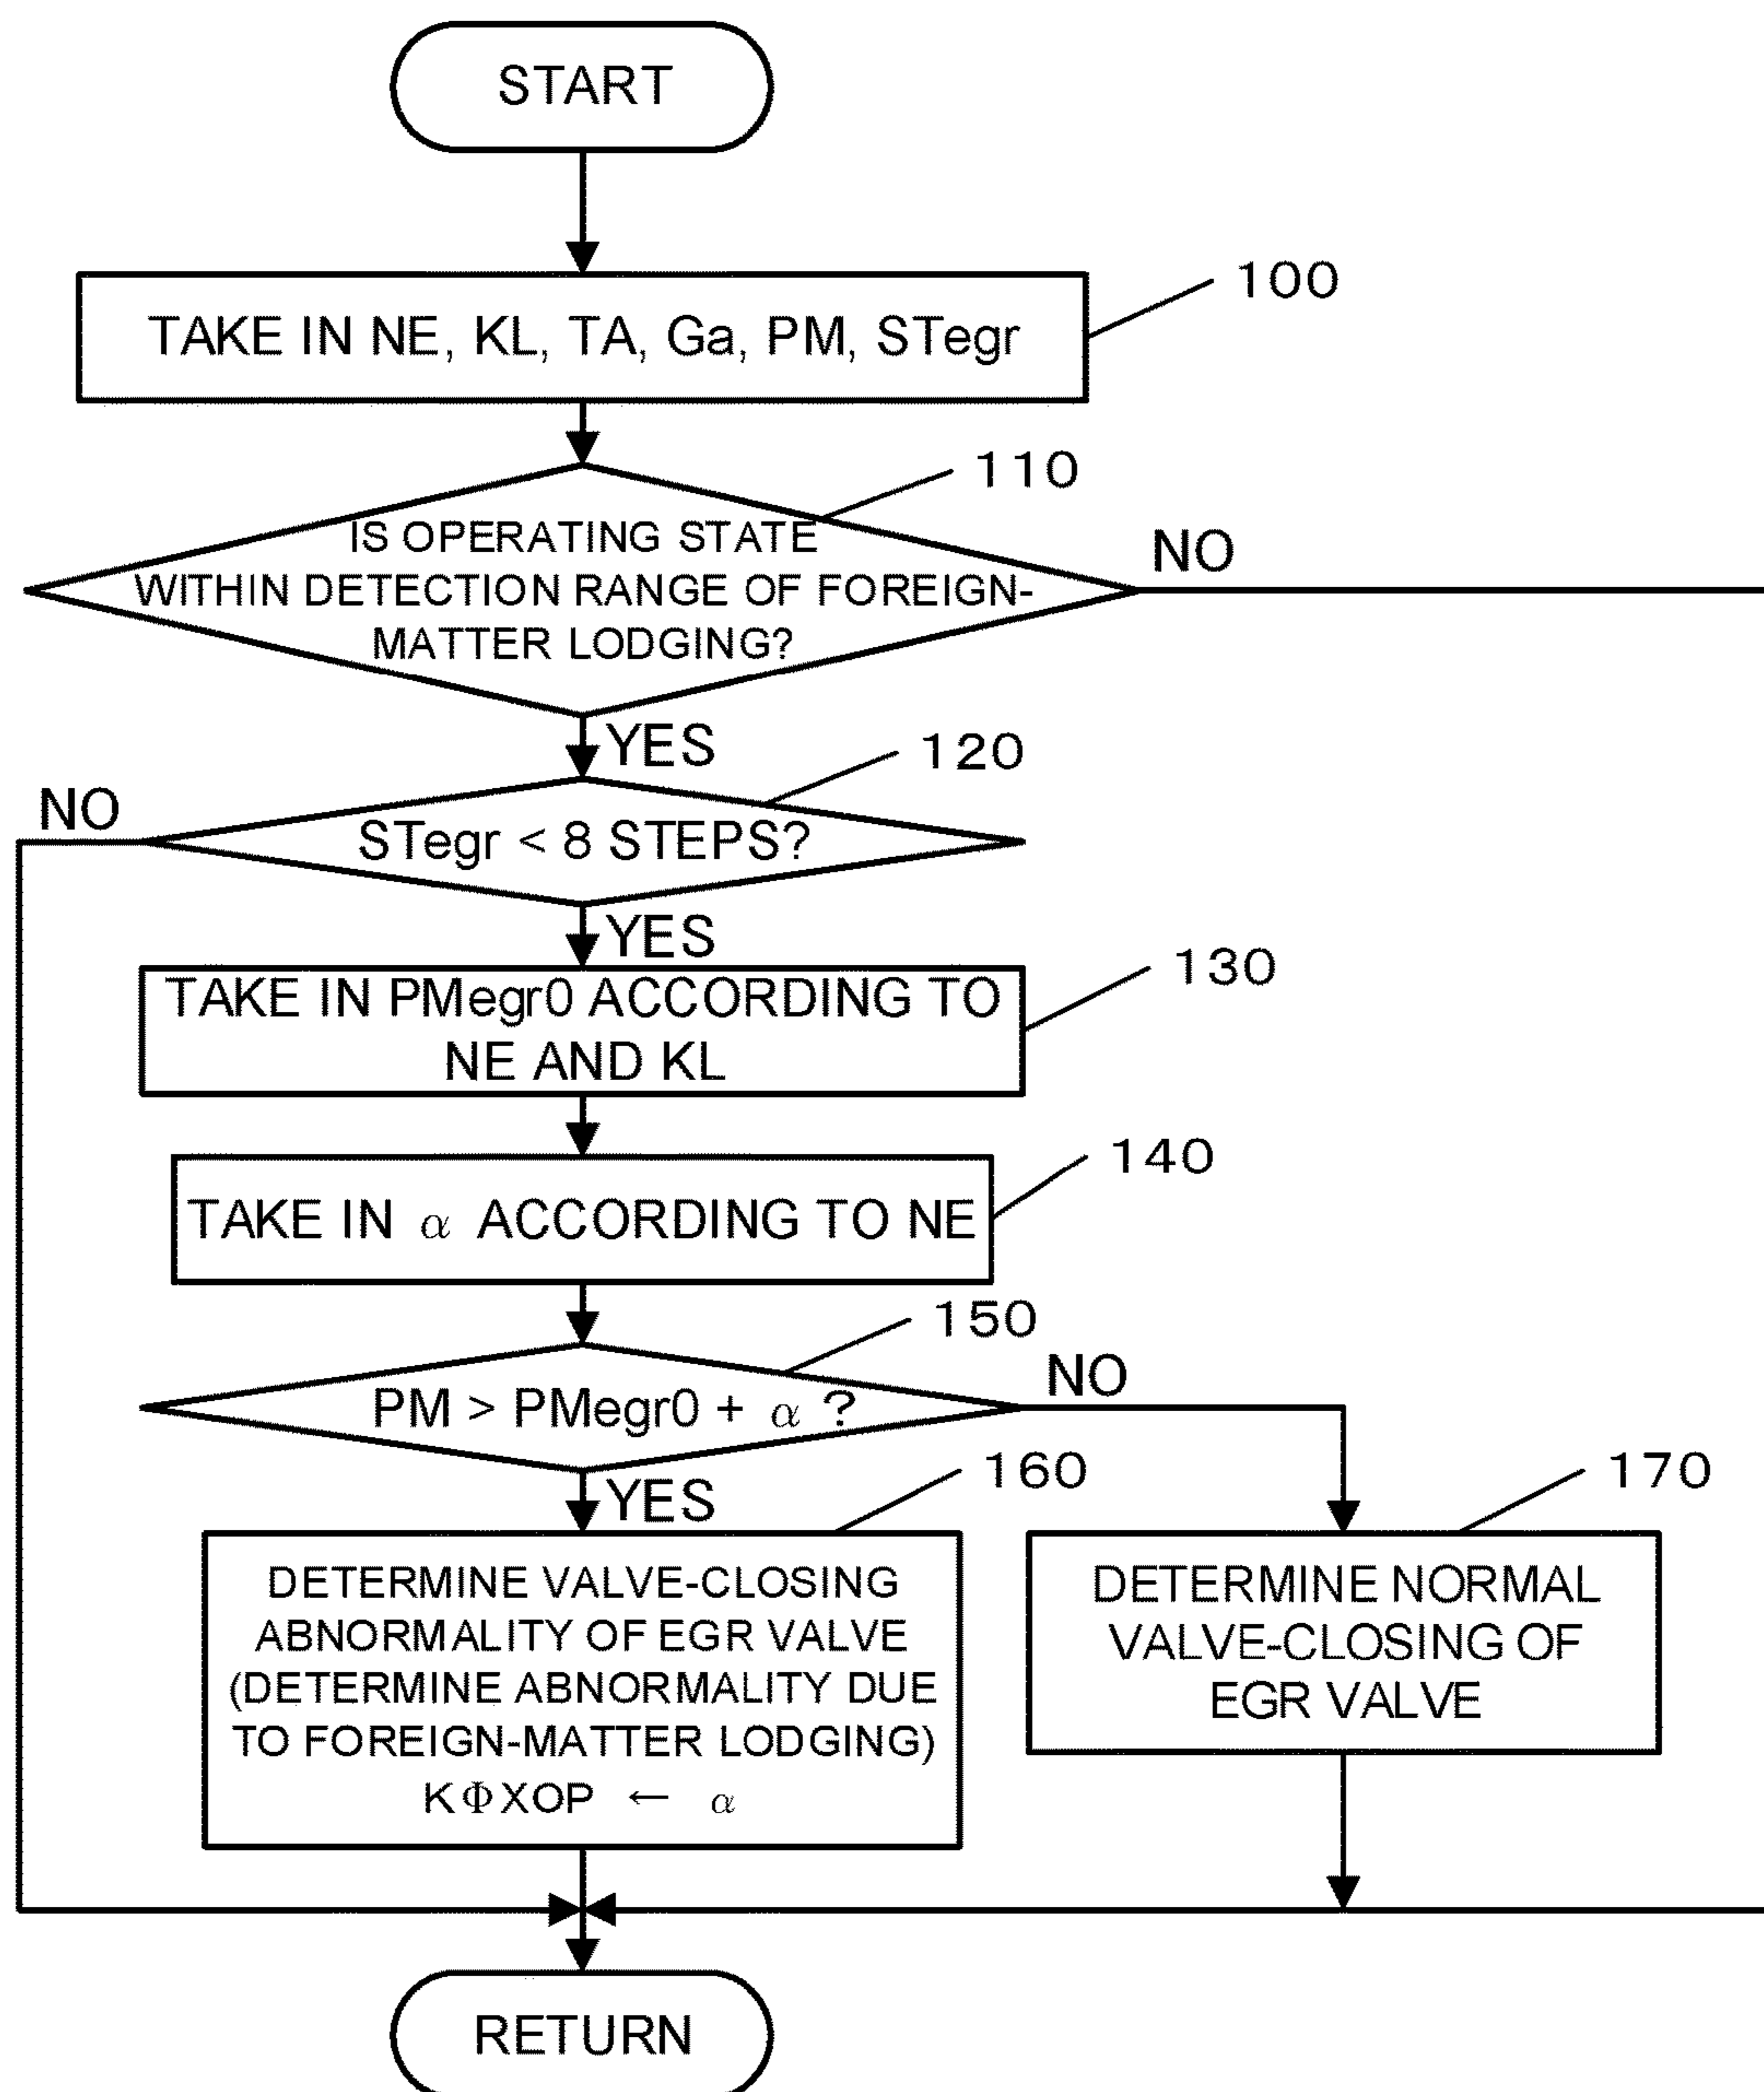 START
100
TAKE IN NE, KL, TA, Ga, PM, STegr
110
IS OPERATING STATE
WITHIN DETECTION RANGE OF FOREIGN-
MATTER LODGING?
NO
YES
120
NO
STegr < 8 STEPS?
YES
130
TAKE IN PMegr0 ACCORDING TO
NE AND KL
140
TAKE IN α ACCORDING TO NE
150
PM > PMegr0 + α ?
NO
YES
160
DETERMINE VALVE-CLOSING
ABNORMALITY OF EGR VALVE
(DETERMINE ABNORMALITY DUE
TO FOREIGN-MATTER LODGING)
KΦXOP ← α
170
DETERMINE NORMAL
VALVE-CLOSING OF
EGR VALVE
RETURN